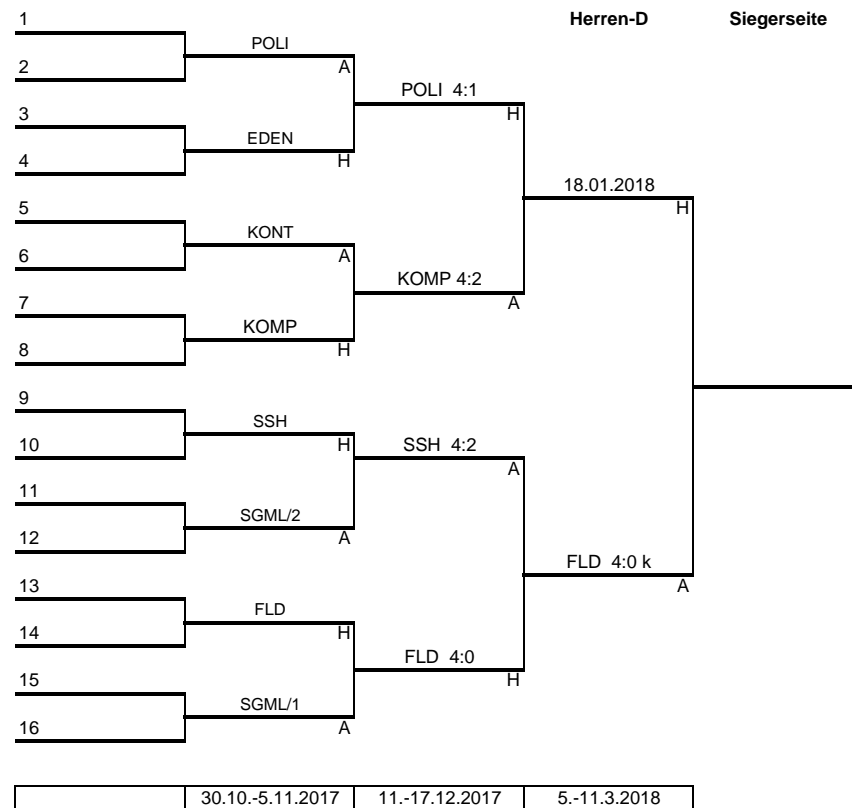 1 Herren-D Siegerseite
POLI
2 A
POLI 4:1
H
3
EDEN
4 H
18.01.2018
H
5
KONT
6 A
KOMP 4:2
A
7
KOMP
8 H
9
SSH
10 H
SSH 4:2
A
11
SGML/2
12 A
FLD 4:0 k
A
13
FLD
14 H
FLD 4:0
H
15
SGML/1
16 A
30.10.-5.11.2017 11.-17.12.2017 5.-11.3.2018